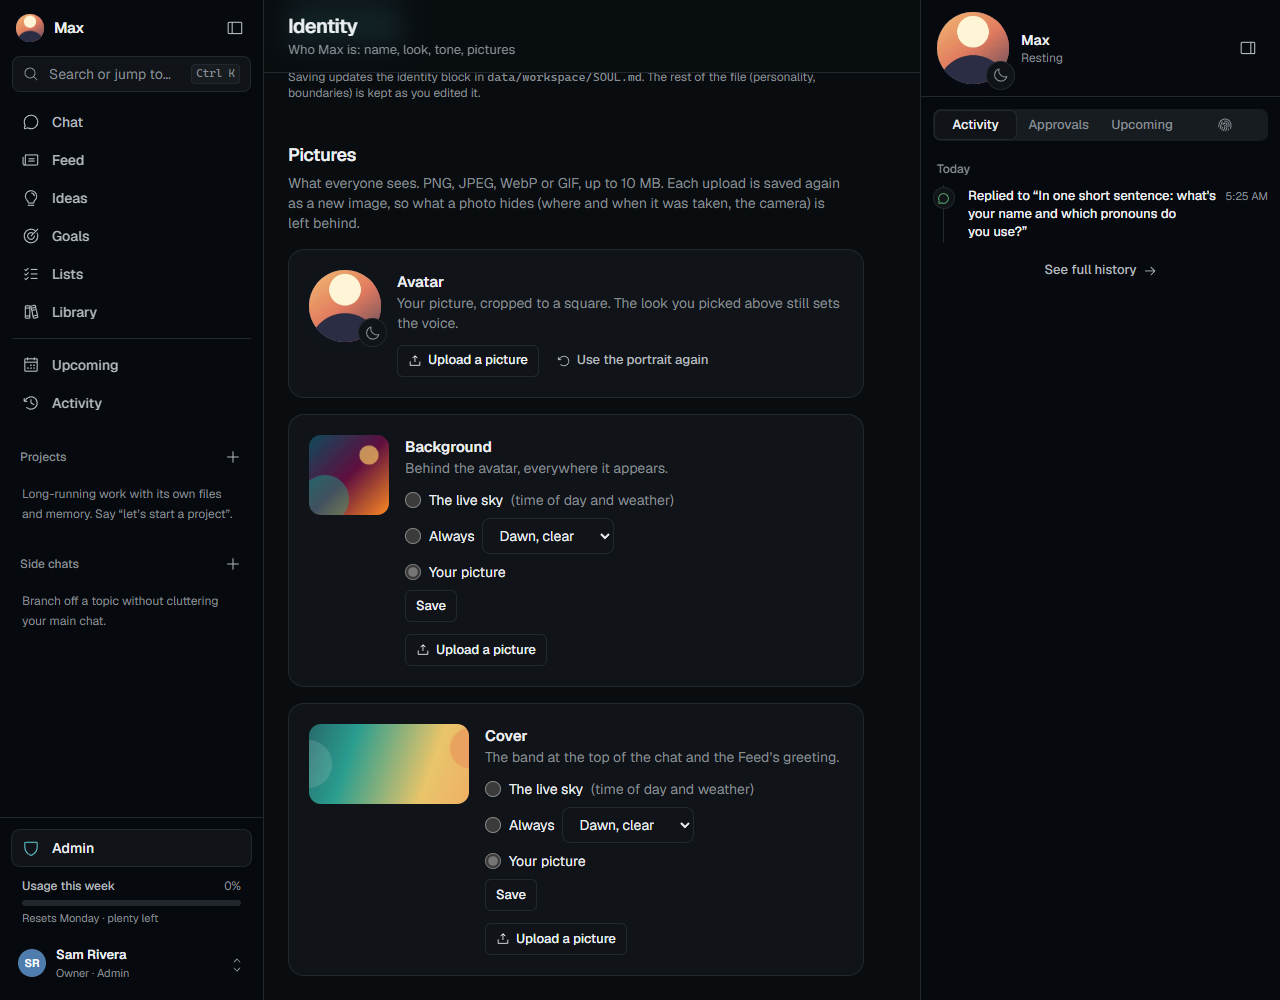 Max
Search or jump to... Ctrl K
Chat
Feed
Ideas
Goals
Lists
Library
Upcoming
Activity
Projects
Long-running work with its own files
and memory. Say “let’s start a project”.
Side chats
Branch off a topic without cluttering
your main chat.
Admin
Usage this week 0%
Resets Monday · plenty left
SR
Sam Rivera
Owner · Admin
Identity
Who Max is: name, look, tone, pictures
Saving updates the identity block in data/workspace/SOUL.md. The rest of the file (personality,
boundaries) is kept as you edited it.
Pictures
What everyone sees. PNG, JPEG, WebP or GIF, up to 10 MB. Each upload is saved again
as a new image, so what a photo hides (where and when it was taken, the camera) is
left behind.
Avatar
Your picture, cropped to a square. The look you picked above still sets
the voice.
Upload a picture Use the portrait again
Background
Behind the avatar, everywhere it appears.
The live sky (time of day and weather)
Always Dawn, clear
Your picture
Save
Upload a picture
Cover
The band at the top of the chat and the Feed's greeting.
The live sky (time of day and weather)
Always Dawn, clear
Your picture
Save
Upload a picture
Max
Resting
Activity Approvals Upcoming
Today
Replied to “In one short sentence: what's 5:25 AM
your name and which pronouns do
you use?”
See full history